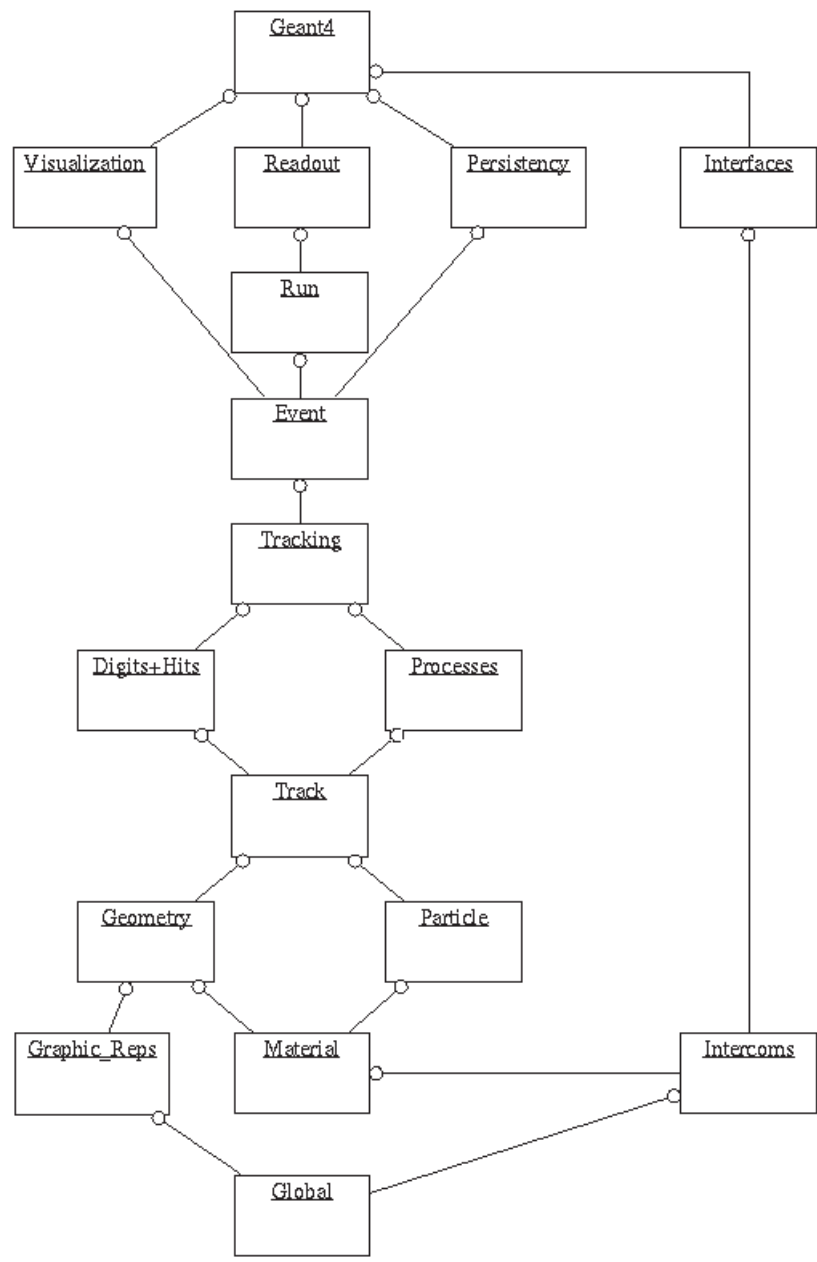 Geant4
Visualization
Readout
Persistency
Interfaces
Run
Event
Tracking
Digits+Hits
Processes
Track
Geometry
Particle
Graphic_Reps
Material
Intercoms
Global